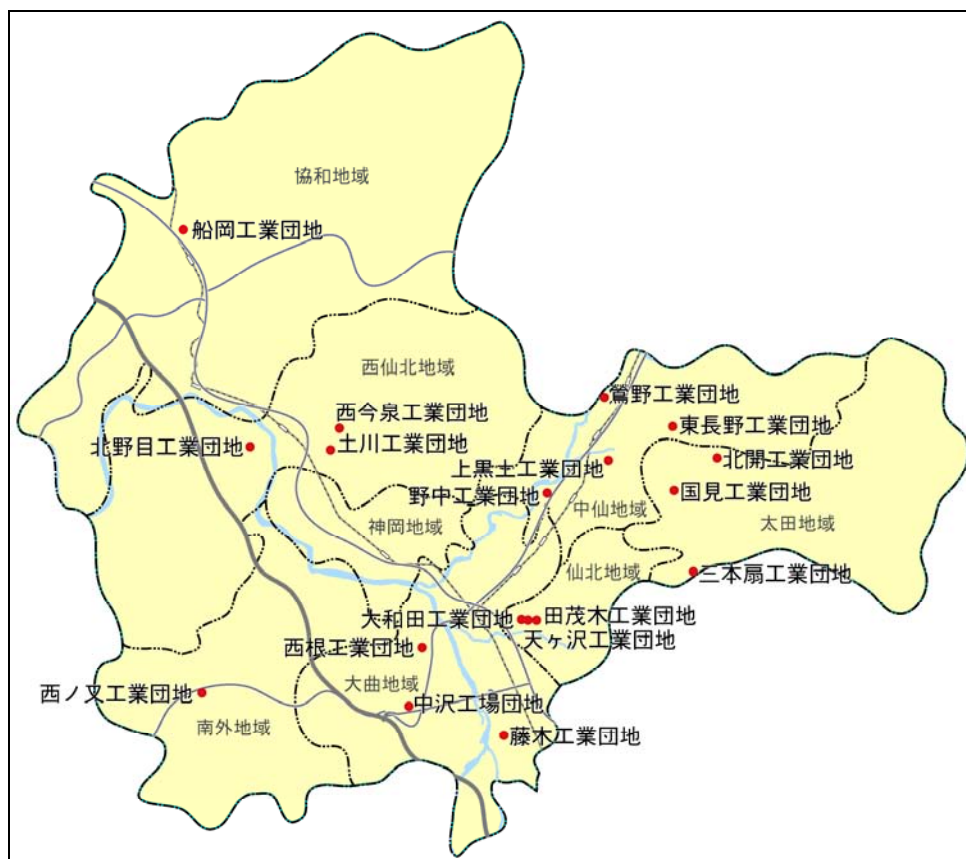 協和地域
船岡工業団地
西仙北地域
西今泉工業団地
北野目工業団地
土川工業団地
鶯野工業団地
東長野工業団地
上黒土工業団地
北開工業団地
野中工業団地
国見工業団地
神岡地域
中仙地域
太田地域
仙北地域
三本扇工業団地
大和田工業団地
田茂木工業団地
天ヶ沢工業団地
西根工業団地
大曲地域
西ノ又工業団地
中沢工場団地
南外地域
藤木工業団地